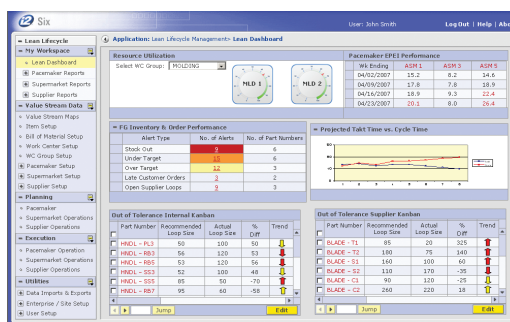 i2 Six
User: John Smith
Log Out | Help | Abo
Lean Lifecycle
My Workspace
Lean Dashboard
Pacemaker Reports
Supermarket Reports
Supplier Reports
Value Stream Data
Value Stream Maps
Item Setup
Bill of Material Setup
Work Center Setup
WC Group Setup
Pacemaker Setup
Supermarket Setup
Supplier Setup
Planning
Pacemaker
Supermarket Operations
Supplier Operations
Execution
Pacemaker Operation
Supermarket Operations
Supplier Operations
Utilities
Data Imports & Exports
Enterprise / Site Setup
User Setup
Application: Lean Lifecycle Management> Lean Dashboard
Resource Utilization
Select WC Group: MOLDING
MLD 1
MLD 2
Pacemaker EPEI Performance
Wk Ending ASM 1 ASM 3 ASM 5
04/02/2007 15.2 8.2 14.6
04/09/2007 17.8 7.8 18.9
04/16/2007 18.9 9.3 22.4
04/23/2007 20.1 8.0 26.4
FG Inventory & Order Performance
Alert Type No. of Alerts No. of Part Numbers
Stock Out 9 6
Under Target 15 6
Over Target 12 3
Late Customer Orders 3 2
Open Supplier Loops 9 3
Projected Takt Time vs. Cycle Time
1 2 3 4 5 6 7 8
Out of Tolerance Internal Kanban
Part Number Recommended Loop Size Actual Loop Size % Diff Trend
HNDL - PL3 50 100 50
HNDL - RB3 56 120 53
HNDL - RB5 53 120 56
HNDL - SS3 52 100 48
HNDL - SS5 85 50 -70
HNDL - RB7 95 60 -58
Jump
Edit
Out of Tolerance Supplier Kanban
Part Number Recommended Loop Size Actual Loop Size % Diff Trend
BLADE - T1 85 20 325
BLADE - T2 180 75 140
BLADE - S1 160 100 60
BLADE - S2 110 170 -35
BLADE - C1 90 120 -25
BLADE - C2 260 220 18
Jump
Edit